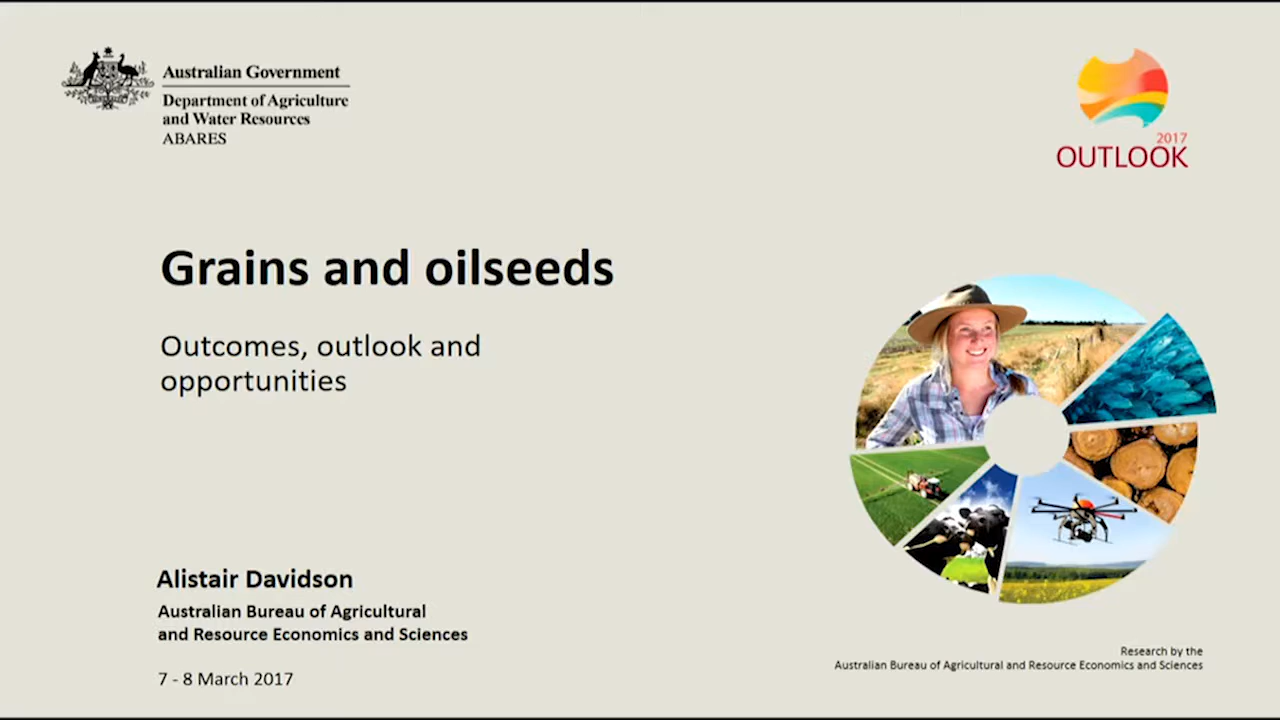 Australian Government
Department of Agriculture
and Water Resources
ABARES
2017
OUTLOOK
Grains and oilseeds
Outcomes, outlook and
opportunities
Alistair Davidson
Australian Bureau of Agricultural
and Resource Economics and Sciences
7 - 8 March 2017
Research by the
Australian Bureau of Agricultural and Resource Economics and Sciences